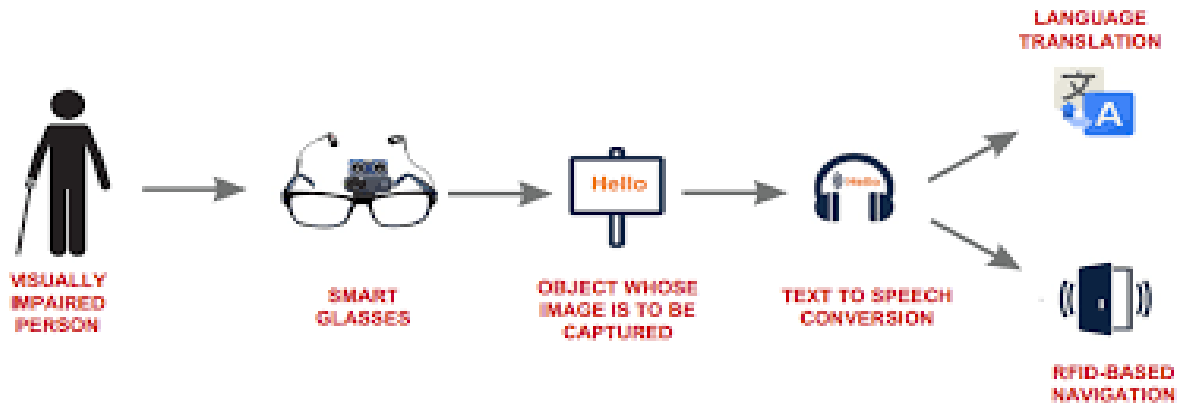 LANGUAGE
TRANSLATION
文
A
Hello
Hello
VISUALLY
IMPAIRED
PERSON
SMART
GLASSES
OBJECT WHOSE
IMAGE IS TO BE
CAPTURED
TEXT TO SPEECH
CONVERSION
RFID-BASED
NAVIGATION